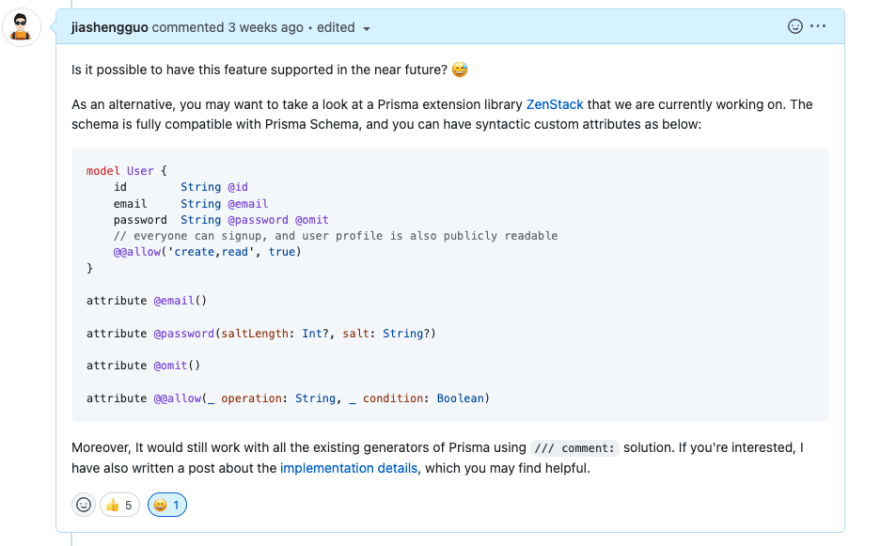 jiashengguo commented 3 weeks ago • edited
Is it possible to have this feature supported in the near future? 😅
As an alternative, you may want to take a look at a Prisma extension library ZenStack that we are currently working on. The
schema is fully compatible with Prisma Schema, and you can have syntactic custom attributes as below:
model User {
    id        String @id
    email     String @email
    password  String @password @omit
    // everyone can signup, and user profile is also publicly readable
    @@allow('create,read', true)
}
attribute @email()
attribute @password(saltLength: Int?, salt: String?)
attribute @omit()
attribute @@allow(_ operation: String, _ condition: Boolean)
Moreover, It would still work with all the existing generators of Prisma using /// comment: solution. If you're interested, I
have also written a post about the implementation details, which you may find helpful.
👍 5 😄 1